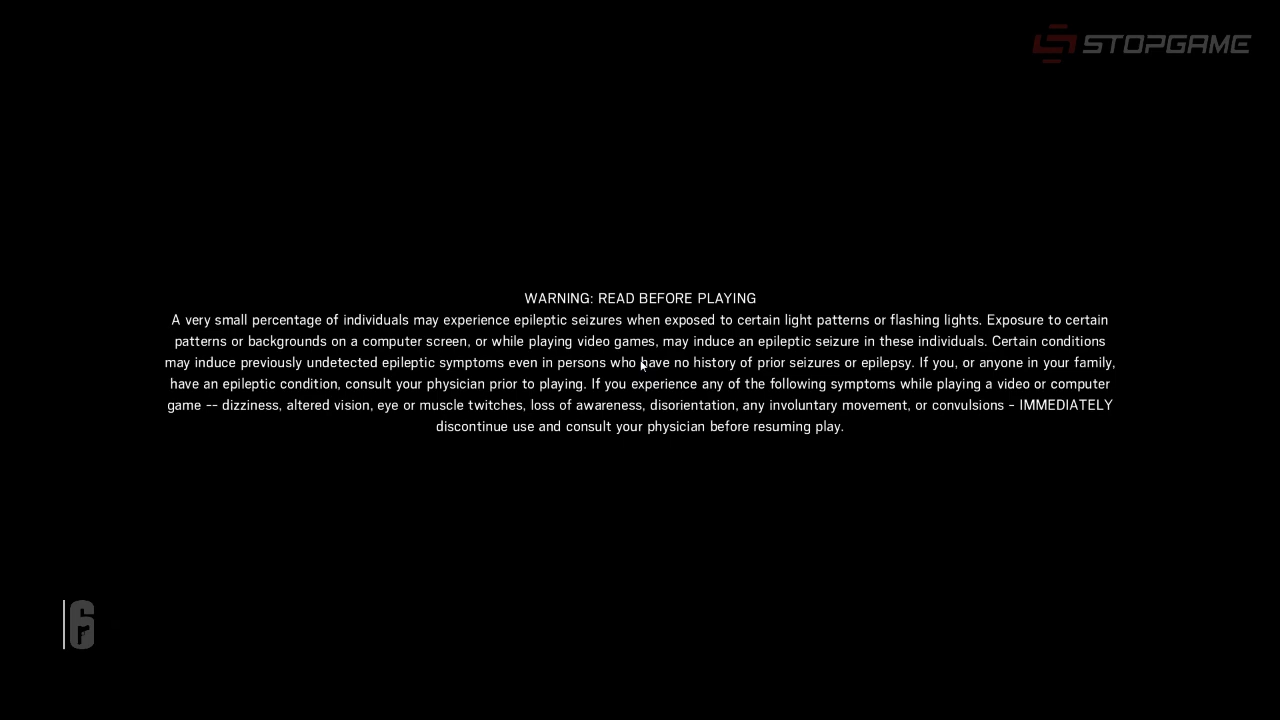 STOPGAME
WARNING: READ BEFORE PLAYING
A very small percentage of individuals may experience epileptic seizures when exposed to certain light patterns or flashing lights. Exposure to certain
patterns or backgrounds on a computer screen, or while playing video games, may induce an epileptic seizure in these individuals. Certain conditions
may induce previously undetected epileptic symptoms even in persons who have no history of prior seizures or epilepsy. If you, or anyone in your family,
have an epileptic condition, consult your physician prior to playing. If you experience any of the following symptoms while playing a video or computer
game -- dizziness, altered vision, eye or muscle twitches, loss of awareness, disorientation, any involuntary movement, or convulsions - IMMEDIATELY
discontinue use and consult your physician before resuming play.
6